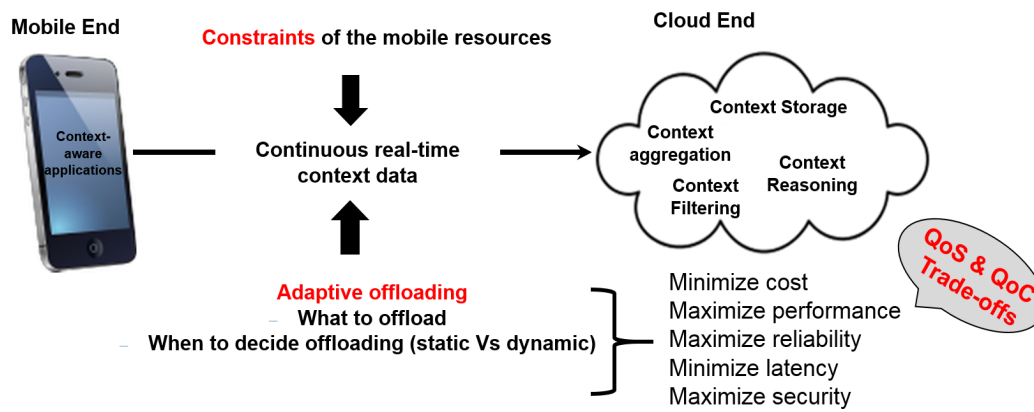 Mobile End
Constraints of the mobile resources
Cloud End
Context-
aware
applications
Continuous real-time
context data
Context Storage
Context
aggregation
Context
Reasoning
Context
Filtering
QoS & QoC
Trade-offs
Adaptive offloading
– What to offload
– When to decide offloading (static Vs dynamic)
Minimize cost
Maximize performance
Maximize reliability
Minimize latency
Maximize security